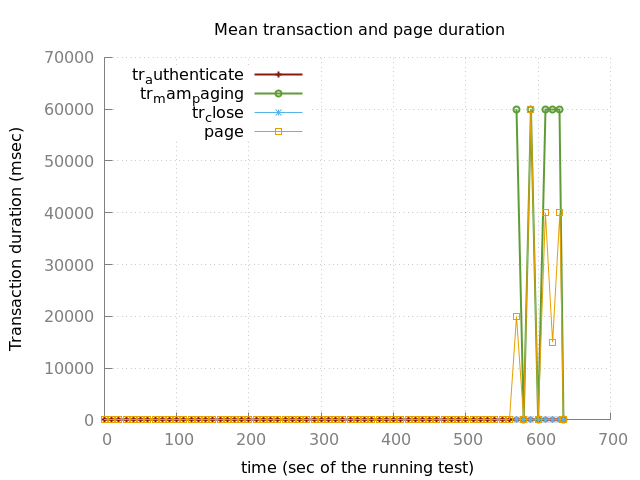 Mean transaction and page duration
70000
60000
50000
40000
30000
20000
10000
0
Transaction duration (msec)
tr_authenticate
tr_mam_paging
tr_close
page
0 100 200 300 400 500 600 700
time (sec of the running test)